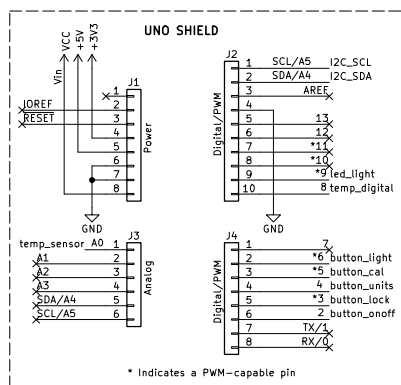 UNO SHIELD
VCC
+5V
+3V3
Vin
J1
1
IOREF 2
RESET 3
4
5
6
7
8
Power
GND
J2
1 SCL/A5 I2C_SCL
2 SDA/A4 I2C_SDA
3 AREF
4
5 13
6 12
7 *11
8 *10
9 *9 led_light
10 8 temp_digital
Digital/PWM
GND
J3
temp_sensor A0 1
A1 2
A2 3
A3 4
SDA/A4 5
SCL/A5 6
Analog
J4
1 7
2 *6 button_light
3 *5 button_cal
4 4 button_units
5 *3 button_lock
6 2 button_onoff
7 TX/1
8 RX/0
Digital/PWM
* Indicates a PWM-capable pin